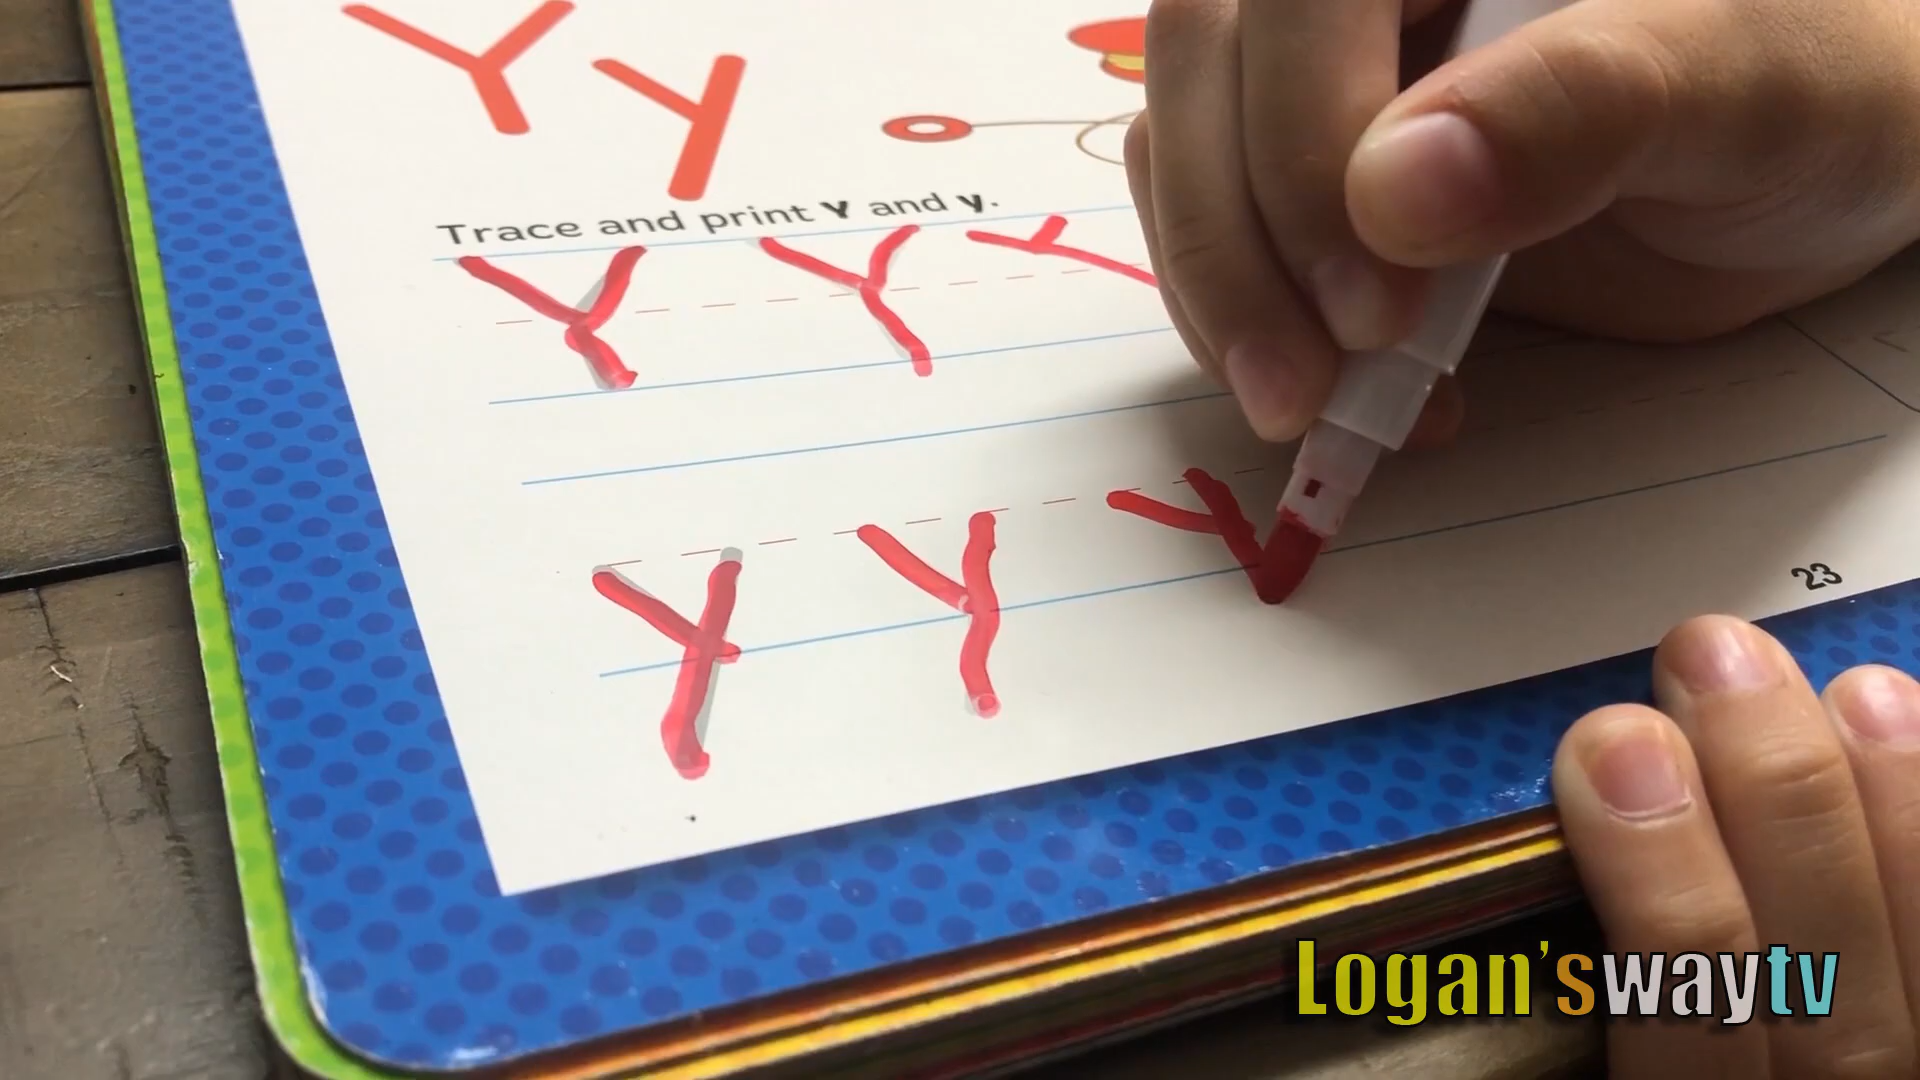 Y y
Trace and print Y and y.
Y Y Y
y y y
23
Logan'swaytv